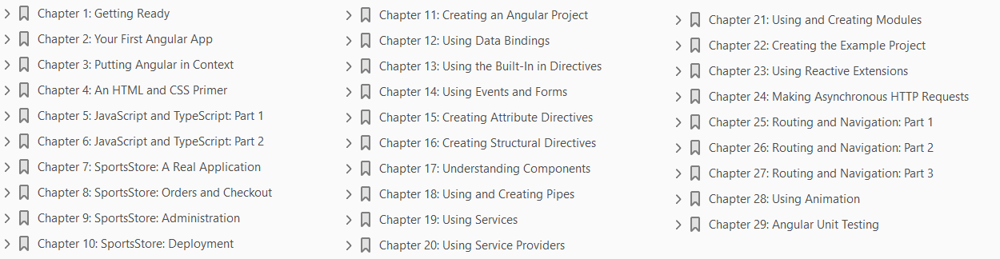 Chapter 1: Getting Ready
Chapter 2: Your First Angular App
Chapter 3: Putting Angular in Context
Chapter 4: An HTML and CSS Primer
Chapter 5: JavaScript and TypeScript: Part 1
Chapter 6: JavaScript and TypeScript: Part 2
Chapter 7: SportsStore: A Real Application
Chapter 8: SportsStore: Orders and Checkout
Chapter 9: SportsStore: Administration
Chapter 10: SportsStore: Deployment
Chapter 11: Creating an Angular Project
Chapter 12: Using Data Bindings
Chapter 13: Using the Built-In in Directives
Chapter 14: Using Events and Forms
Chapter 15: Creating Attribute Directives
Chapter 16: Creating Structural Directives
Chapter 17: Understanding Components
Chapter 18: Using and Creating Pipes
Chapter 19: Using Services
Chapter 20: Using Service Providers
Chapter 21: Using and Creating Modules
Chapter 22: Creating the Example Project
Chapter 23: Using Reactive Extensions
Chapter 24: Making Asynchronous HTTP Requests
Chapter 25: Routing and Navigation: Part 1
Chapter 26: Routing and Navigation: Part 2
Chapter 27: Routing and Navigation: Part 3
Chapter 28: Using Animation
Chapter 29: Angular Unit Testing